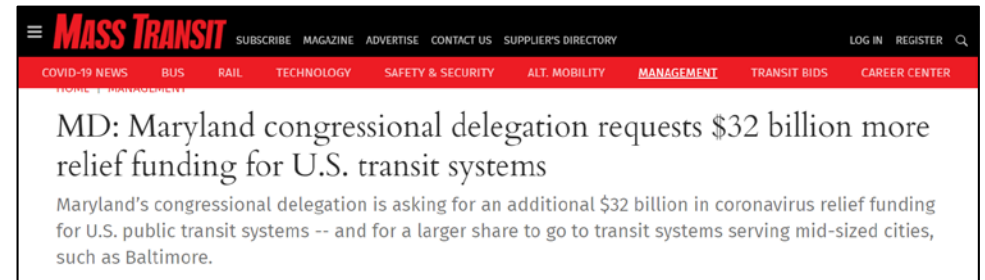 MASS TRANSIT SUBSCRIBE MAGAZINE ADVERTISE CONTACT US SUPPLIER'S DIRECTORY LOG IN REGISTER
COVID-19 NEWS BUS RAIL TECHNOLOGY SAFETY & SECURITY ALT. MOBILITY MANAGEMENT TRANSIT BIDS CAREER CENTER
HOME | MANAGEMENT
MD: Maryland congressional delegation requests $32 billion more
relief funding for U.S. transit systems
Maryland's congressional delegation is asking for an additional $32 billion in coronavirus relief funding
for U.S. public transit systems -- and for a larger share to go to transit systems serving mid-sized cities,
such as Baltimore.